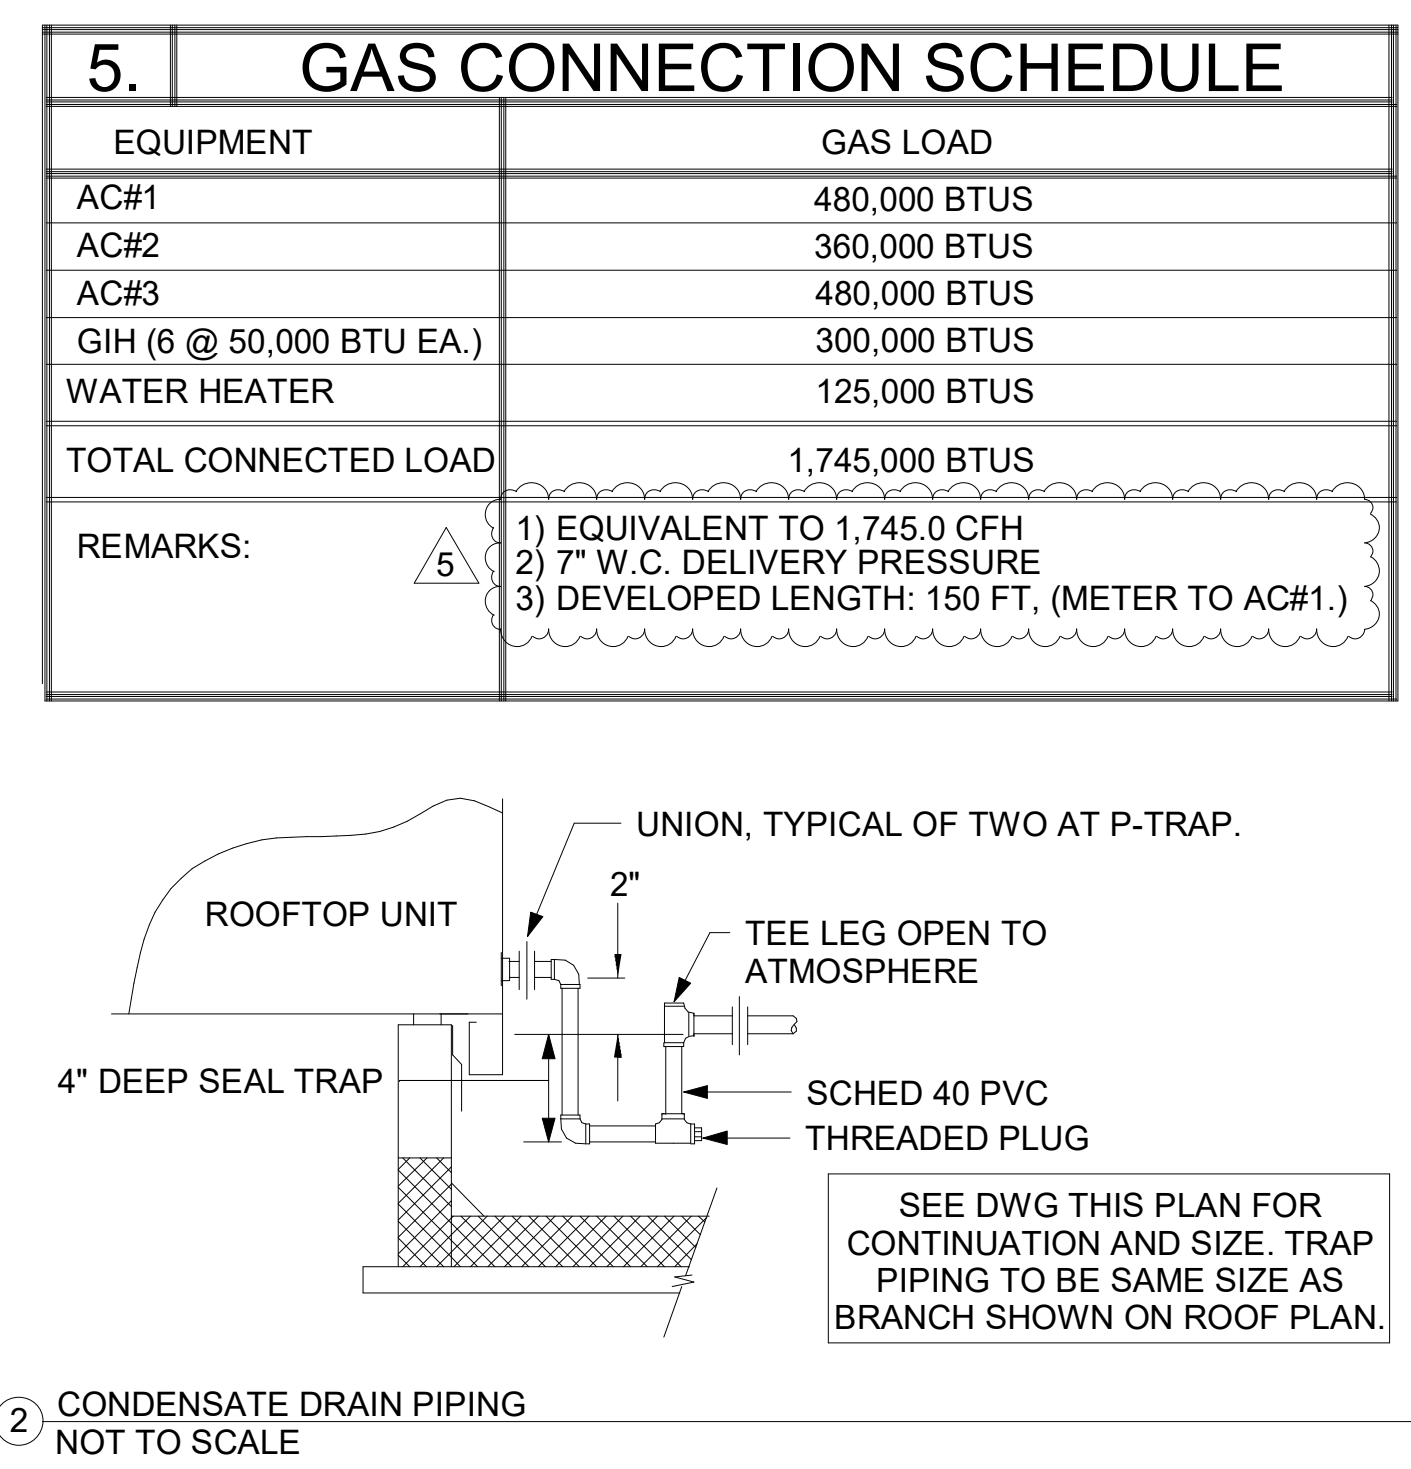 5. GAS CONNECTION SCHEDULE
EQUIPMENT GAS LOAD
AC#1 480,000 BTUS
AC#2 360,000 BTUS
AC#3 480,000 BTUS
GIH (6 @ 50,000 BTU EA.) 300,000 BTUS
WATER HEATER 125,000 BTUS
TOTAL CONNECTED LOAD 1,745,000 BTUS
REMARKS: 5
1) EQUIVALENT TO 1,745.0 CFH
2) 7" W.C. DELIVERY PRESSURE
3) DEVELOPED LENGTH: 150 FT, (METER TO AC#1.)
UNION, TYPICAL OF TWO AT P-TRAP.
2"
ROOFTOP UNIT
TEE LEG OPEN TO
ATMOSPHERE
4" DEEP SEAL TRAP
SCHED 40 PVC
THREADED PLUG
SEE DWG THIS PLAN FOR
CONTINUATION AND SIZE. TRAP
PIPING TO BE SAME SIZE AS
BRANCH SHOWN ON ROOF PLAN.
2 CONDENSATE DRAIN PIPING
NOT TO SCALE